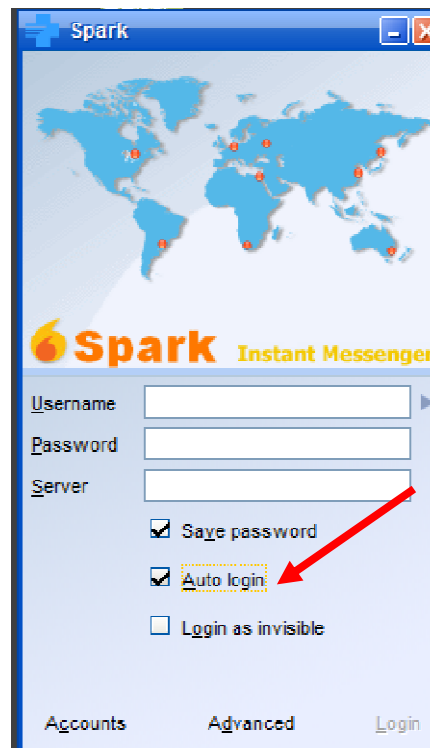 Spark
Spark Instant Messenger
Username
Password
Server
Save password
Auto login
Login as invisible
Accounts Advanced Login